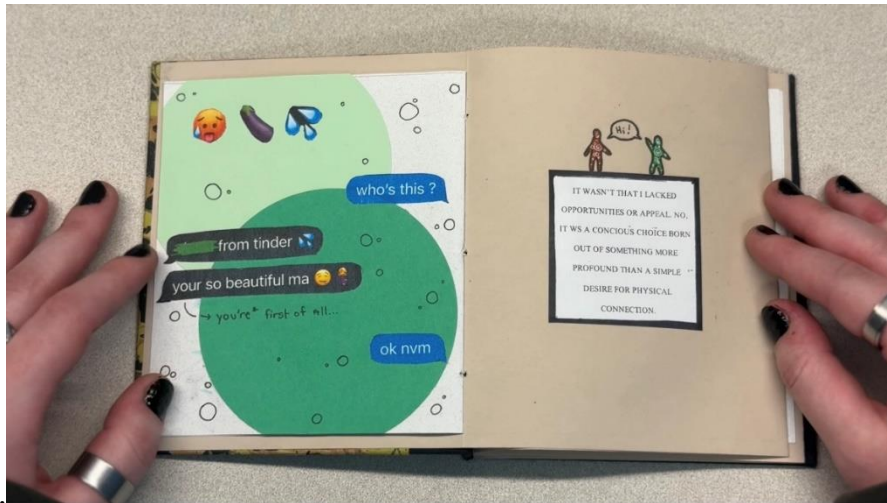 who's this ?
from tinder
your so beautiful ma
you're* first of all...
ok nvm
Hi!
IT WASN'T THAT I LACKED
OPPORTUNITIES OR APPEAL. NO,
IT WS A CONCIOUS CHOICE BORN
OUT OF SOMETHING MORE
PROFOUND THAN A SIMPLE
DESIRE FOR PHYSICAL
CONNECTION.